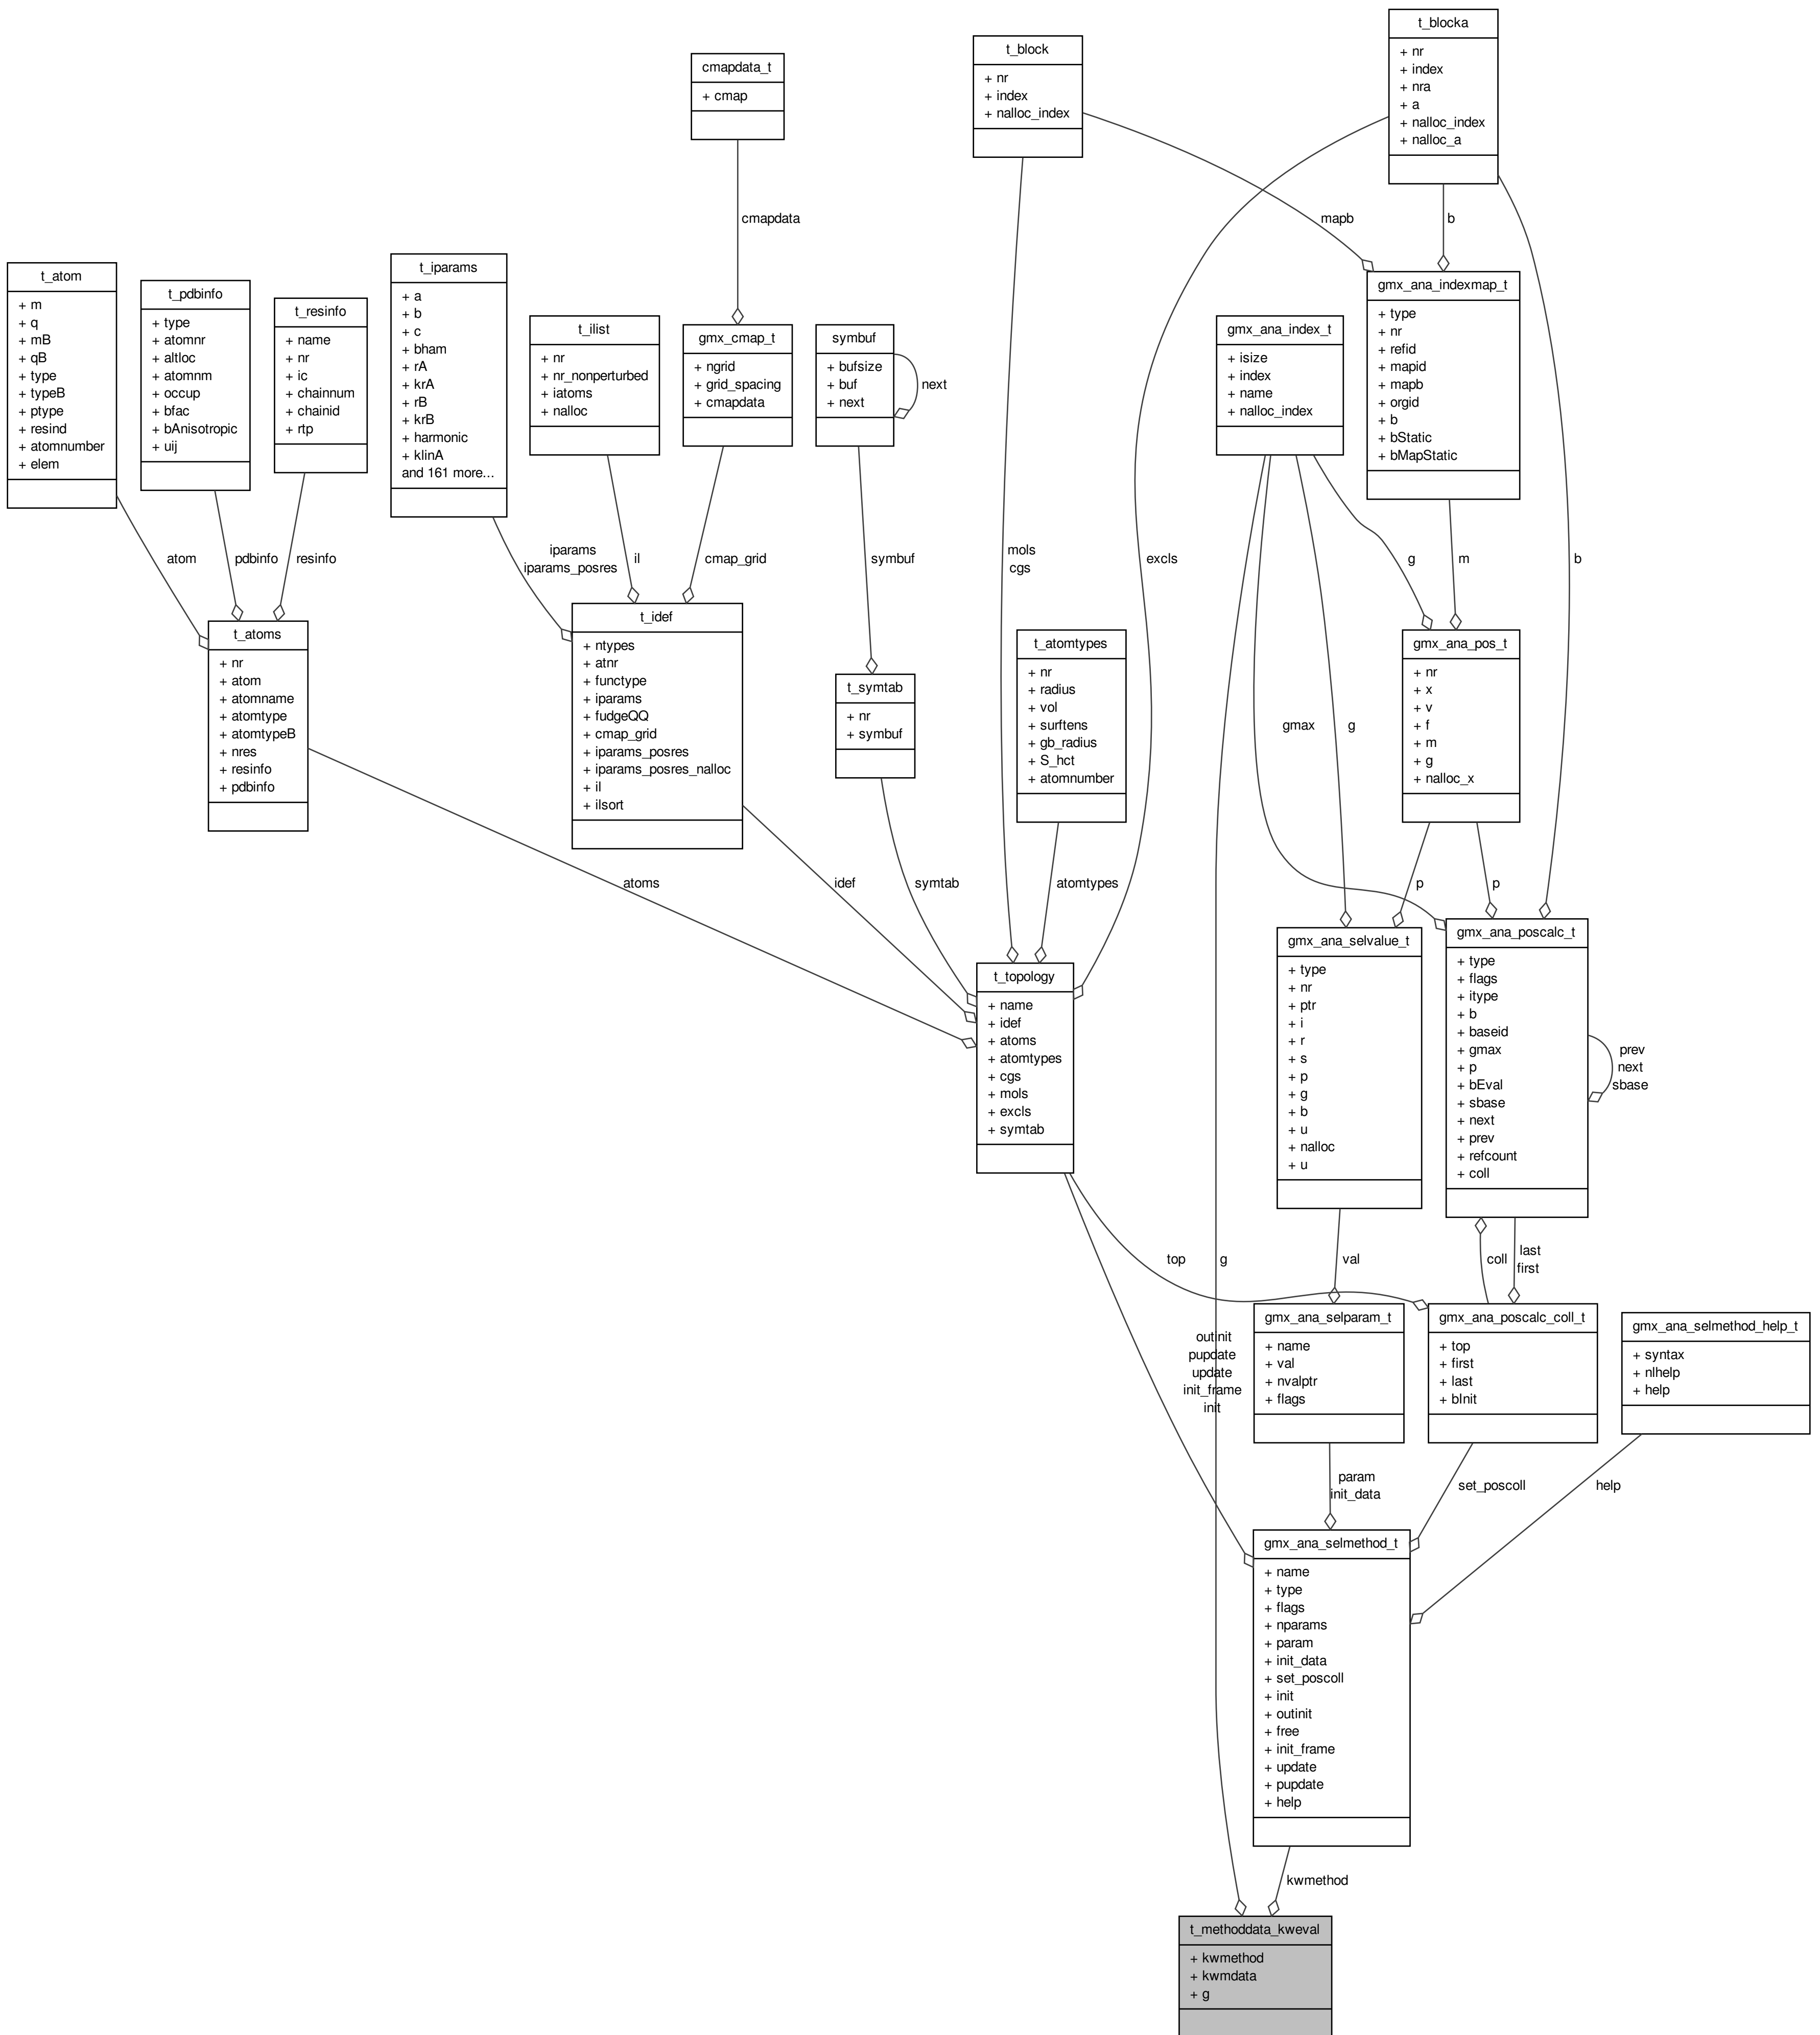 t_blocka
+ nr
+ index
+ nra
+ a
+ nalloc_index
+ nalloc_a
t_block
+ nr
+ index
+ nalloc_index
cmapdata_t
+ cmap
cmapdata
mapb
b
t_atom
+ m
+ q
+ mB
+ qB
+ type
+ typeB
+ ptype
+ resind
+ atomnumber
+ elem
t_pdbinfo
+ type
+ atomnr
+ altloc
+ atomnm
+ occup
+ bfac
+ bAnisotropic
+ uij
t_resinfo
+ name
+ nr
+ ic
+ chainnum
+ chainid
+ rtp
t_iparams
+ a
+ b
+ c
+ bham
+ rA
+ krA
+ rB
+ krB
+ harmonic
+ klinA
and 161 more...
t_ilist
+ nr
+ nr_nonperturbed
+ iatoms
+ nalloc
gmx_cmap_t
+ ngrid
+ grid_spacing
+ cmapdata
symbuf
+ bufsize
+ buf
+ next
next
gmx_ana_index_t
+ isize
+ index
+ name
+ nalloc_index
gmx_ana_indexmap_t
+ type
+ nr
+ refid
+ mapid
+ mapb
+ orgid
+ b
+ bStatic
+ bMapStatic
atom
pdbinfo
resinfo
iparams
iparams_posres
il
cmap_grid
symbuf
mols
cgs
excls
g
m
b
t_atoms
+ nr
+ atom
+ atomname
+ atomtype
+ atomtypeB
+ nres
+ resinfo
+ pdbinfo
t_idef
+ ntypes
+ atnr
+ functype
+ iparams
+ fudgeQQ
+ cmap_grid
+ iparams_posres
+ iparams_posres_nalloc
+ il
+ ilsort
t_symtab
+ nr
+ symbuf
t_atomtypes
+ nr
+ radius
+ vol
+ surftens
+ gb_radius
+ S_hct
+ atomnumber
gmx_ana_pos_t
+ nr
+ x
+ v
+ f
+ m
+ g
+ nalloc_x
gmax
g
atoms
idef
symtab
atomtypes
p
p
t_topology
+ name
+ idef
+ atoms
+ atomtypes
+ cgs
+ mols
+ excls
+ symtab
gmx_ana_selvalue_t
+ type
+ nr
+ ptr
+ i
+ r
+ s
+ p
+ g
+ b
+ u
+ nalloc
+ u
gmx_ana_poscalc_t
+ type
+ flags
+ itype
+ b
+ baseid
+ gmax
+ p
+ bEval
+ sbase
+ next
+ prev
+ refcount
+ coll
prev
next
sbase
top
g
val
coll
last
first
outinit
pupdate
update
init_frame
init
gmx_ana_selparam_t
+ name
+ val
+ nvalptr
+ flags
gmx_ana_poscalc_coll_t
+ top
+ first
+ last
+ bInit
gmx_ana_selmethod_help_t
+ syntax
+ nlhelp
+ help
param
init_data
set_poscoll
help
gmx_ana_selmethod_t
+ name
+ type
+ flags
+ nparams
+ param
+ init_data
+ set_poscoll
+ init
+ outinit
+ free
+ init_frame
+ update
+ pupdate
+ help
kwmethod
t_methoddata_kweval
+ kwmethod
+ kwmdata
+ g